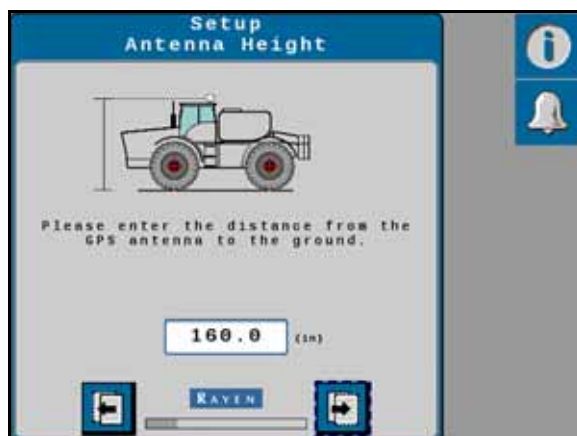 Setup
Antenna Height
Please enter the distance from the
GPS antenna to the ground.
160.0 (in)
RAVEN